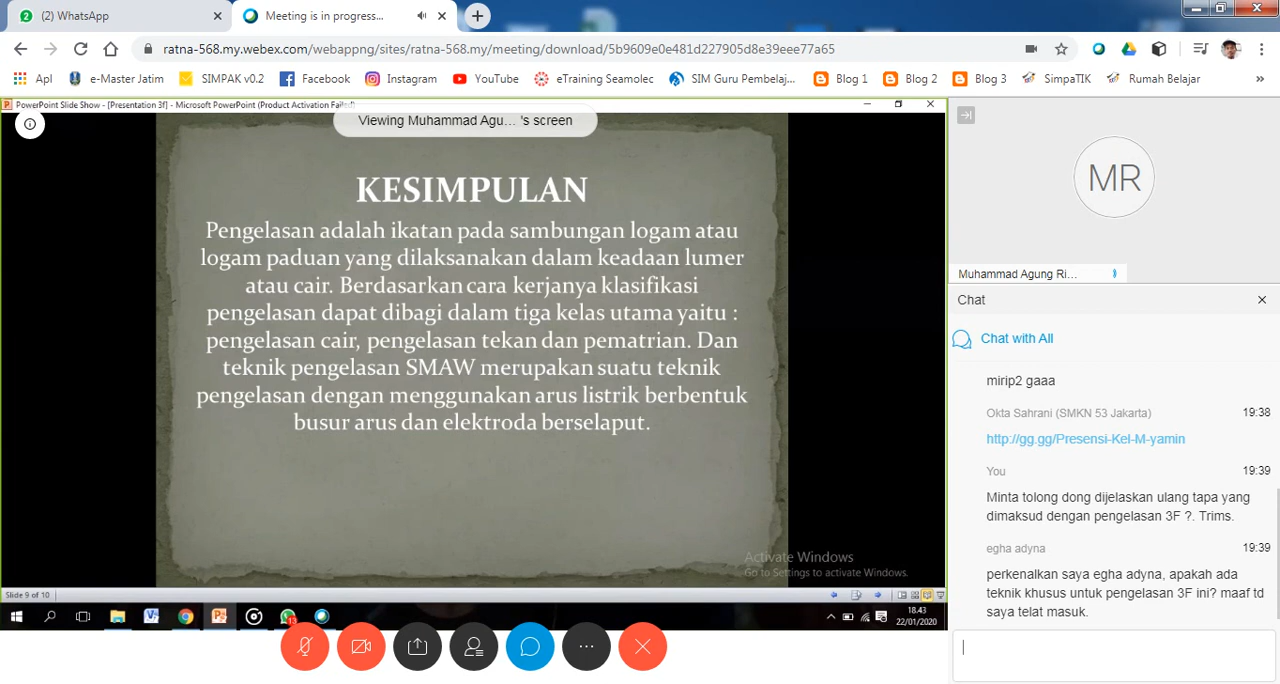 (2) WhatsApp
Meeting is in progress...
ratna-568.my.webex.com/webappng/sites/ratna-568.my/meeting/download/5b9609e0e481d227905d8e39eee77a65
Apl
e-Master Jatim
SIMPAK v0.2
Facebook
Instagram
YouTube
eTraining Seamolec
SIM Guru Pembelaj...
Blog 1
Blog 2
Blog 3
SimpaTIK
Rumah Belajar
»
PowerPoint Slide Show - [Presentation 3f] - Microsoft PowerPoint (Product Activation Failed)
Viewing Muhammad Agu... 's screen
KESIMPULAN
Pengelasan adalah ikatan pada sambungan logam atau
logam paduan yang dilaksanakan dalam keadaan lumer
atau cair. Berdasarkan cara kerjanya klasifikasi
pengelasan dapat dibagi dalam tiga kelas utama yaitu :
pengelasan cair, pengelasan tekan dan pematrian. Dan
teknik pengelasan SMAW merupakan suatu teknik
pengelasan dengan menggunakan arus listrik berbentuk
busur arus dan elektroda berselaput.
Activate Windows
Go to Settings to activate Windows.
Slide 9 of 10
13
18.43
22/01/2020
MR
Muhammad Agung Ri...
Chat
Chat with All
mirip2 gaaa
Okta Sahrani (SMKN 53 Jakarta) 19:38
http://gg.gg/Presensi-Kel-M-yamin
You 19:39
Minta tolong dong dijelaskan ulang tapa yang
dimaksud dengan pengelasan 3F ?. Trims.
egha adyna 19:39
perkenalkan saya egha adyna, apakah ada
teknik khusus untuk pengelasan 3F ini? maaf td
saya telat masuk.